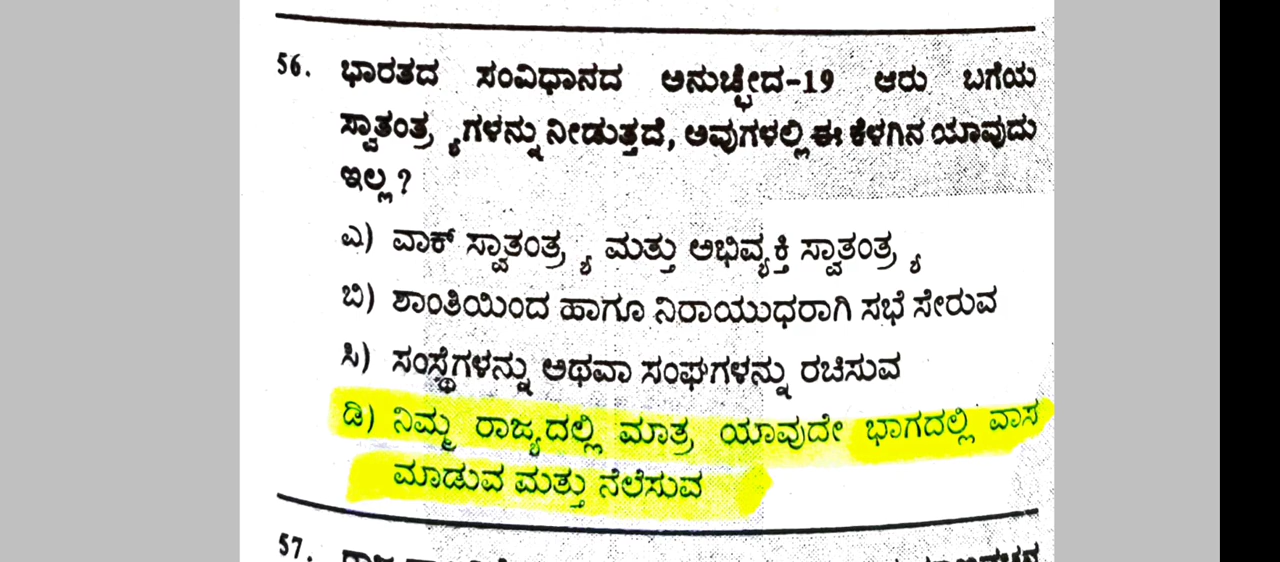 56. ಭಾರತದ ಸಂವಿಧಾನದ ಅನುಚ್ಛೇದ-19 ಆರು ಬಗೆಯ
ಸ್ವಾತಂತ್ರ್ಯಗಳನ್ನು ನೀಡುತ್ತದೆ, ಅವುಗಳಲ್ಲಿ ಈ ಕೆಳಗಿನ ಯಾವುದು
ಇಲ್ಲ ?
ಎ) ವಾಕ್ ಸ್ವಾತಂತ್ರ್ಯ ಮತ್ತು ಅಭಿವ್ಯಕ್ತಿ ಸ್ವಾತಂತ್ರ್ಯ
ಬಿ) ಶಾಂತಿಯಿಂದ ಹಾಗೂ ನಿರಾಯುಧರಾಗಿ ಸಭೆ ಸೇರುವ
ಸಿ) ಸಂಸ್ಥೆಗಳನ್ನು ಅಥವಾ ಸಂಘಗಳನ್ನು ರಚಿಸುವ
ಡಿ) ನಿಮ್ಮ ರಾಜ್ಯದಲ್ಲಿ ಮಾತ್ರ ಯಾವುದೇ ಭಾಗದಲ್ಲಿ ವಾಸ
ಮಾಡುವ ಮತ್ತು ನೆಲೆಸುವ
57.